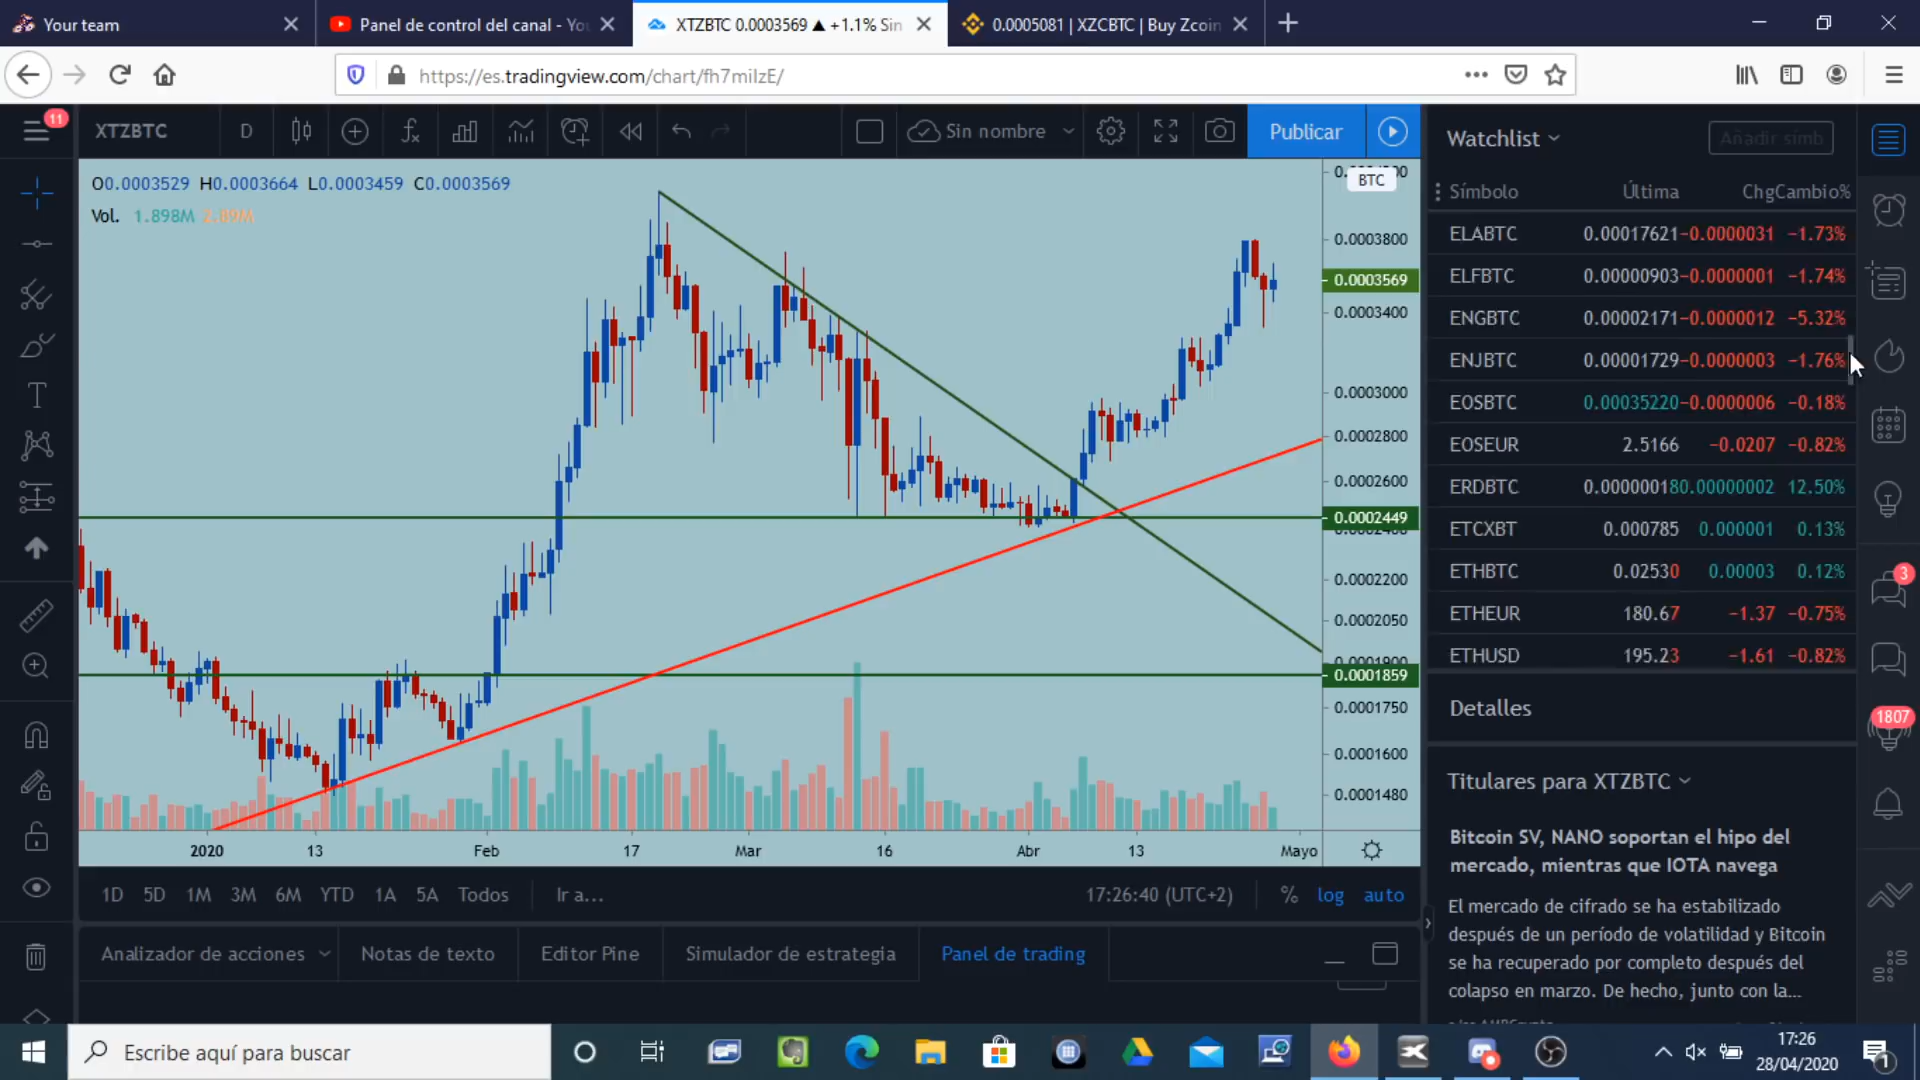 Your team
Panel de control del canal - You
XTZBTC 0.0003569 ▲ +1.1% Sin
0.0005081 | XZCBTC | Buy Zcoin
https://es.tradingview.com/chart/fh7milzE/
11
XTZBTC
D
Sin nombre
Publicar
O0.0003529 H0.0003664 L0.0003459 C0.0003569
Vol. 1.898M 2.89M
BTC
0.0003800
0.0003569
0.0003400
0.0003000
0.0002800
0.0002600
0.0002449
0.0002200
0.0002050
0.0001859
0.0001750
0.0001600
0.0001480
2020 13 Feb 17 Mar 16 Abr 13 Mayo
1D 5D 1M 3M 6M YTD 1A 5A Todos Ir a... 17:26:40 (UTC+2) % log auto
Analizador de acciones Notas de texto Editor Pine Simulador de estrategia Panel de trading
Watchlist Añadir símb
Símbolo Última ChgCambio%
ELABTC 0.00017621 −0.0000031 −1.73%
ELFBTC 0.00000903 −0.0000001 −1.74%
ENGBTC 0.00002171 −0.0000012 −5.32%
ENJBTC 0.00001729 −0.0000003 −1.76%
EOSBTC 0.00035220 −0.0000006 −0.18%
EOSEUR 2.5166 −0.0207 −0.82%
ERDBTC 0.000000180.00000002 12.50%
ETCXBT 0.000785 0.000001 0.13%
ETHBTC 0.02530 0.00003 0.12%
ETHEUR 180.67 −1.37 −0.75%
ETHUSD 195.23 −1.61 −0.82%
Detalles
Titulares para XTZBTC
Bitcoin SV, NANO soportan el hipo del
mercado, mientras que IOTA navega
El mercado de cifrado se ha estabilizado
después de un período de volatilidad y Bitcoin
se ha recuperado por completo después del
colapso en marzo. De hecho, junto con la...
3
1807
Escribe aquí para buscar
17:26
28/04/2020
1